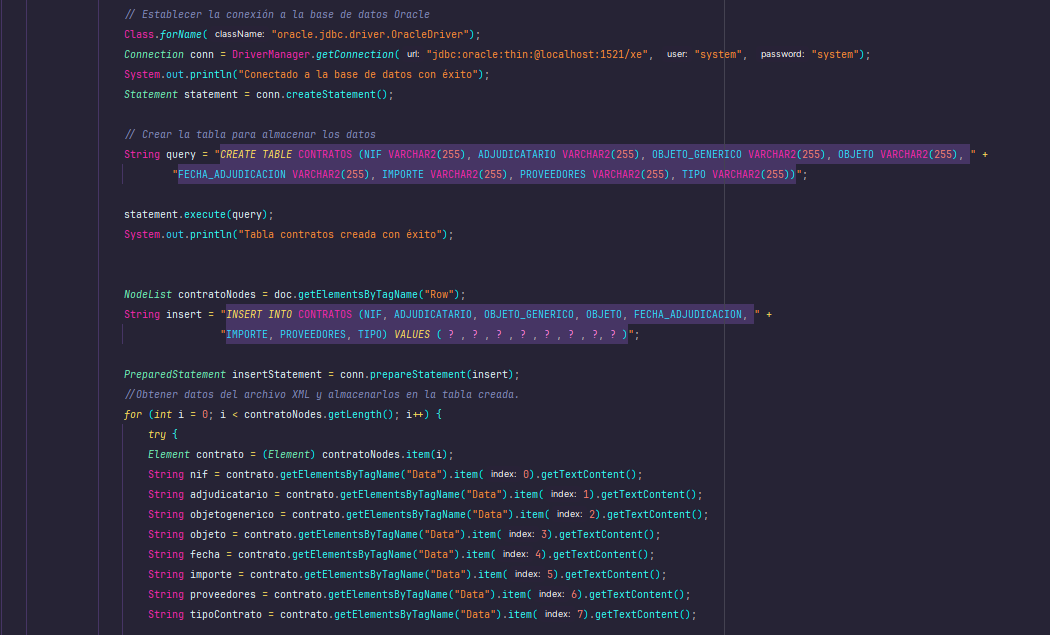 // Establecer la conexión a la base de datos Oracle
Class.forName( className: "oracle.jdbc.driver.OracleDriver");
Connection conn = DriverManager.getConnection( url: "jdbc:oracle:thin:@localhost:1521/xe", user: "system", password: "system");
System.out.println("Conectado a la base de datos con éxito");
Statement statement = conn.createStatement();
// Crear la tabla para almacenar los datos
String query = "CREATE TABLE CONTRATOS (NIF VARCHAR2(255), ADJUDICATARIO VARCHAR2(255), OBJETO_GENERICO VARCHAR2(255), OBJETO VARCHAR2(255), " +
"FECHA_ADJUDICACION VARCHAR2(255), IMPORTE VARCHAR2(255), PROVEEDORES VARCHAR2(255), TIPO VARCHAR2(255))";
statement.execute(query);
System.out.println("Tabla contratos creada con éxito");
NodeList contratoNodes = doc.getElementsByTagName("Row");
String insert = "INSERT INTO CONTRATOS (NIF, ADJUDICATARIO, OBJETO_GENERICO, OBJETO, FECHA_ADJUDICACION, " +
"IMPORTE, PROVEEDORES, TIPO) VALUES ( ? , ? , ? , ? , ? , ? , ?, ? )";
PreparedStatement insertStatement = conn.prepareStatement(insert);
//Obtener datos del archivo XML y almacenarlos en la tabla creada.
for (int i = 0; i < contratoNodes.getLength(); i++) {
try {
Element contrato = (Element) contratoNodes.item(i);
String nif = contrato.getElementsByTagName("Data").item( index: 0).getTextContent();
String adjudicatario = contrato.getElementsByTagName("Data").item( index: 1).getTextContent();
String objetogenerico = contrato.getElementsByTagName("Data").item( index: 2).getTextContent();
String objeto = contrato.getElementsByTagName("Data").item( index: 3).getTextContent();
String fecha = contrato.getElementsByTagName("Data").item( index: 4).getTextContent();
String importe = contrato.getElementsByTagName("Data").item( index: 5).getTextContent();
String proveedores = contrato.getElementsByTagName("Data").item( index: 6).getTextContent();
String tipoContrato = contrato.getElementsByTagName("Data").item( index: 7).getTextContent();